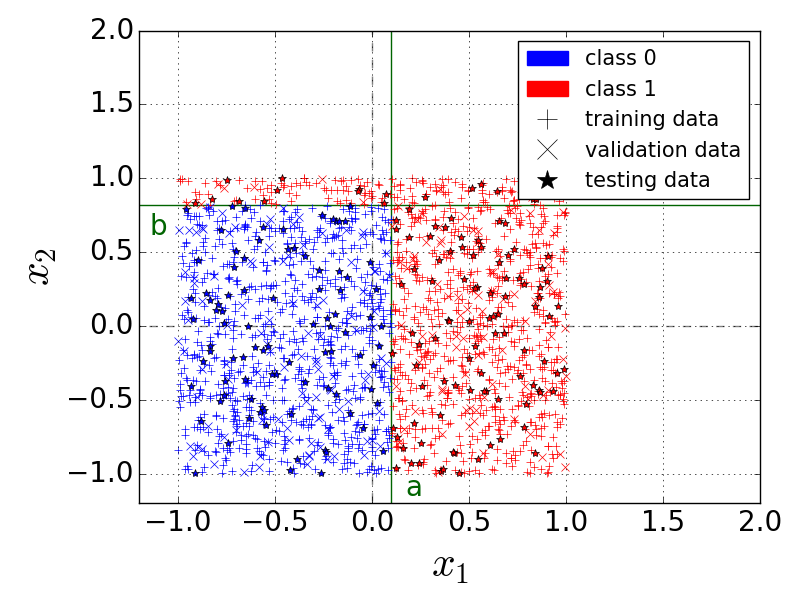 2.0
1.5
1.0
0.5
0.0
−0.5
−1.0
x₂
b
a
class 0
class 1
training data
validation data
testing data
−1.0 −0.5 0.0 0.5 1.0 1.5 2.0
x₁